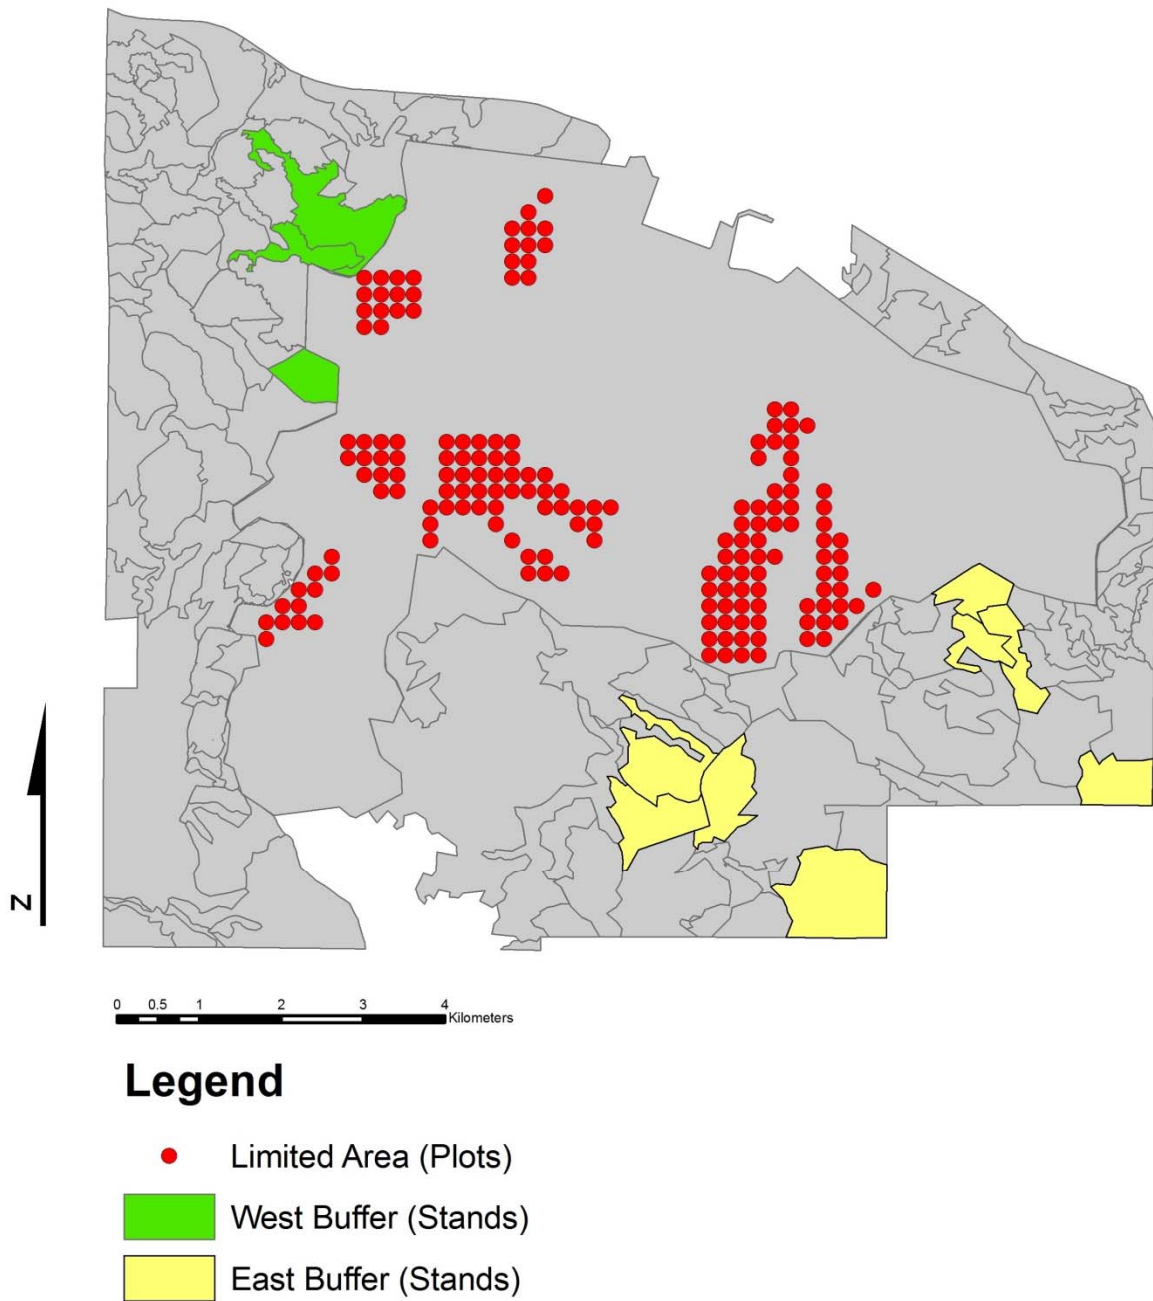 N
0 0.5 1 2 3 4
Kilometers
Legend
Limited Area (Plots)
West Buffer (Stands)
East Buffer (Stands)